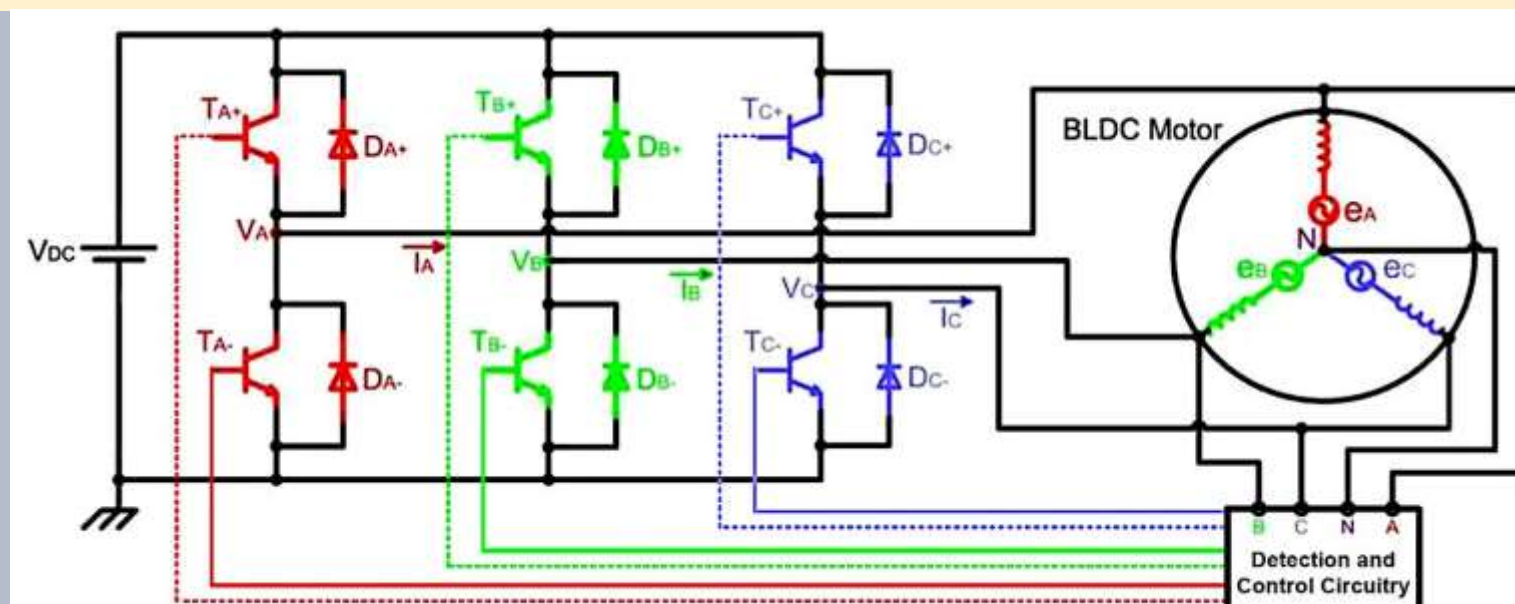 TA+
DA+
TB+
DB+
TC+
DC+
BLDC Motor
eA
N
eB
eC
VDC
VA
IA
VB
IB
VC
IC
TA-
DA-
TB-
DB-
TC-
DC-
B C N A
Detection and
Control Circuitry